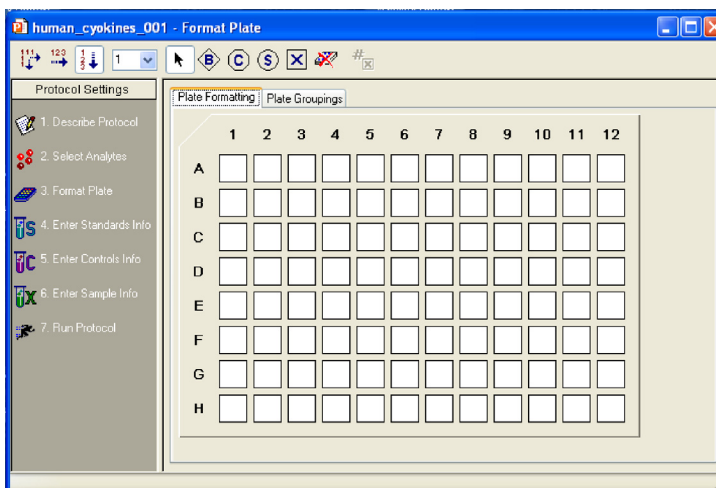 human_cyokines_001 - Format Plate
111 123 1 B C S X #
Protocol Settings
Plate Formatting Plate Groupings
1. Describe Protocol
2. Select Analytes
3. Format Plate
4. Enter Standards Info
5. Enter Controls Info
6. Enter Sample Info
7. Run Protocol
1 2 3 4 5 6 7 8 9 10 11 12
A
B
C
D
E
F
G
H